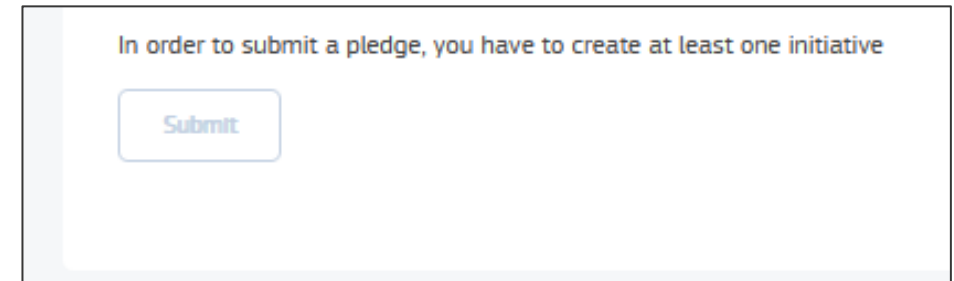 In order to submit a pledge, you have to create at least one initiative
Submit